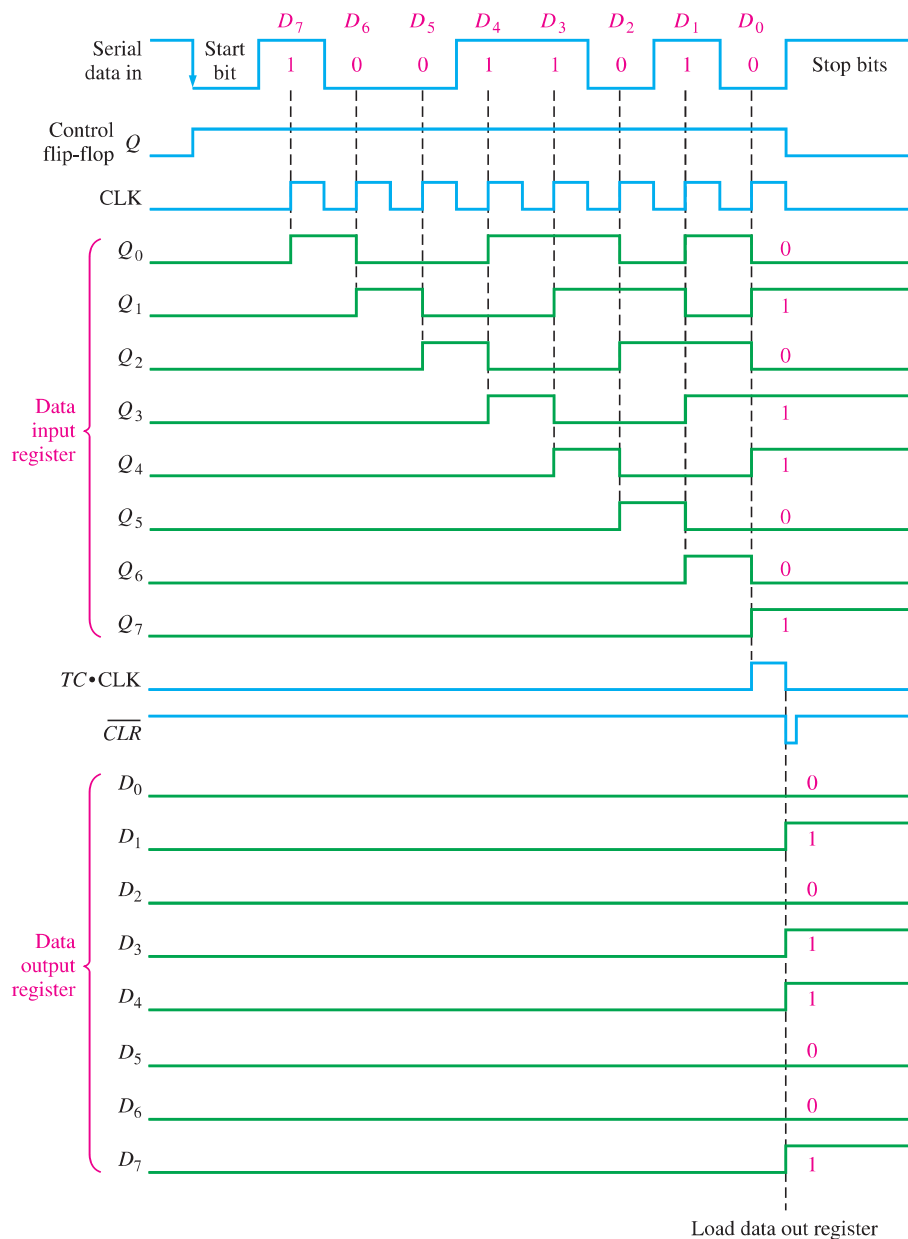 D7 D6 D5 D4 D3 D2 D1 D0
Serial data in
Start bit
1 0 0 1 1 0 1 0
Stop bits
Control flip-flop Q
CLK
Data input register
Q0 0
Q1 1
Q2 0
Q3 1
Q4 1
Q5 0
Q6 0
Q7 1
TC•CLK
C̅L̅R̅
Data output register
D0 0
D1 1
D2 0
D3 1
D4 1
D5 0
D6 0
D7 1
Load data out register